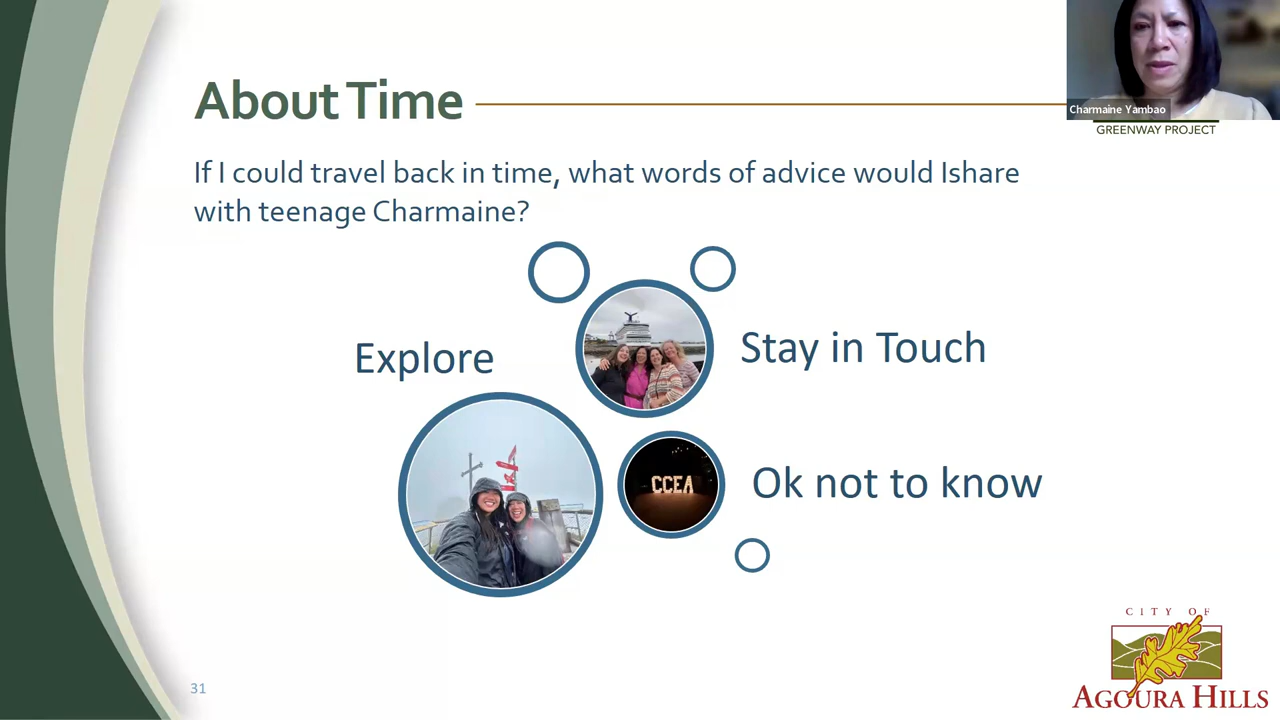 Charmaine Yambao
GREENWAY PROJECT
About Time
If I could travel back in time, what words of advice would Ishare
with teenage Charmaine?
Explore
Stay in Touch
CCEA
Ok not to know
31
CITY OF
AGOURA HILLS